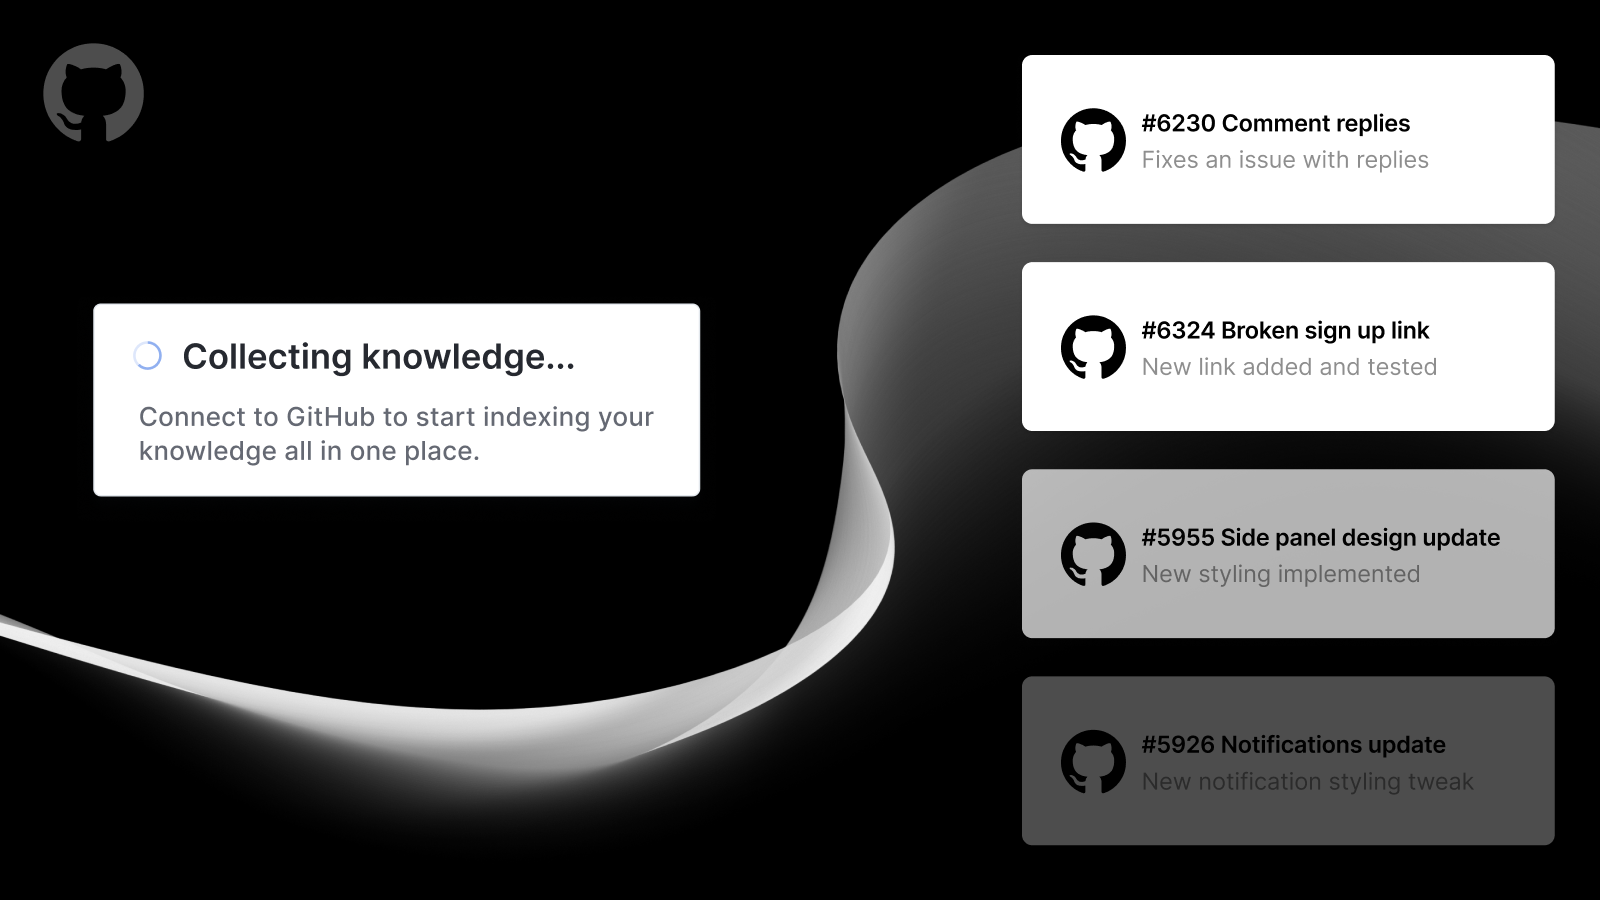 Collecting knowledge...
Connect to GitHub to start indexing your
knowledge all in one place.
#6230 Comment replies
Fixes an issue with replies
#6324 Broken sign up link
New link added and tested
#5955 Side panel design update
New styling implemented
#5926 Notifications update
New notification styling tweak